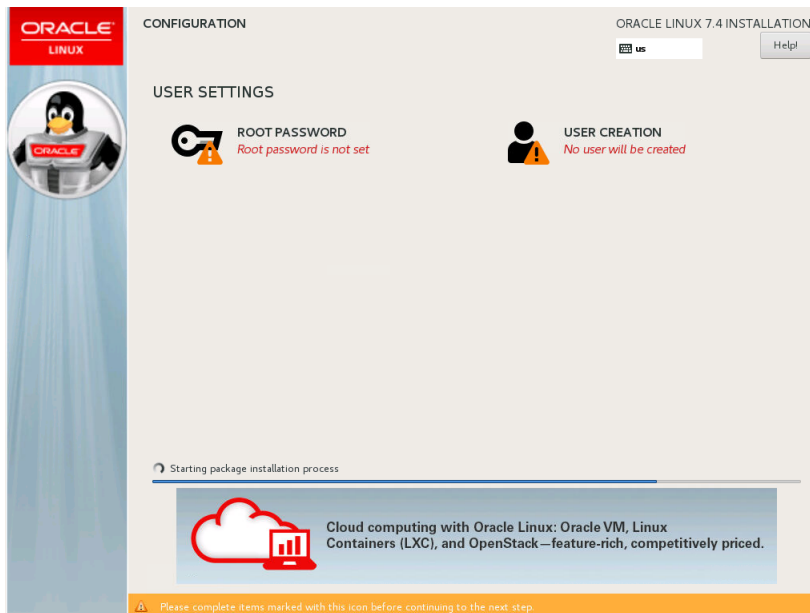 ORACLE
LINUX
CONFIGURATION
ORACLE LINUX 7.4 INSTALLATION
us
Help!
ORACLE
USER SETTINGS
ROOT PASSWORD
Root password is not set
USER CREATION
No user will be created
Starting package installation process
Cloud computing with Oracle Linux: Oracle VM, Linux
Containers (LXC), and OpenStack—feature-rich, competitively priced.
Please complete items marked with this icon before continuing to the next step.